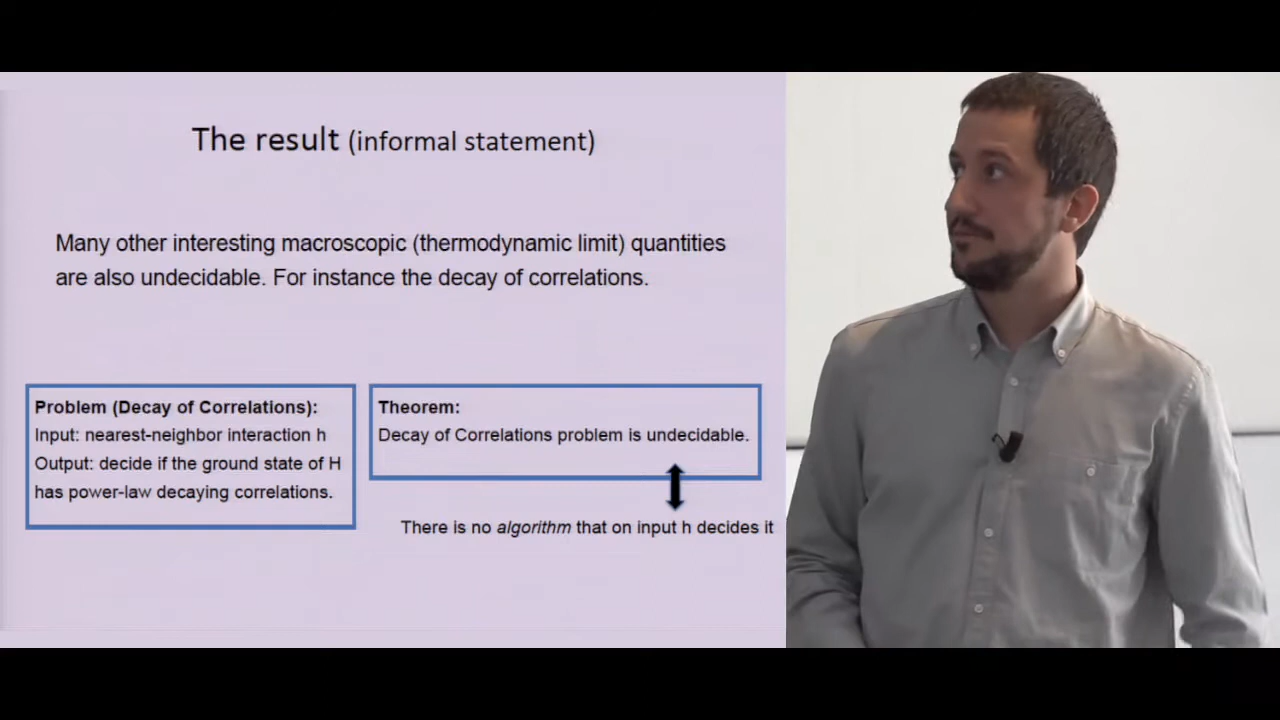 The result (informal statement)
Many other interesting macroscopic (thermodynamic limit) quantities
are also undecidable. For instance the decay of correlations.
Problem (Decay of Correlations):
Input: nearest-neighbor interaction h
Output: decide if the ground state of H
has power-law decaying correlations.
Theorem:
Decay of Correlations problem is undecidable.
There is no algorithm that on input h decides it